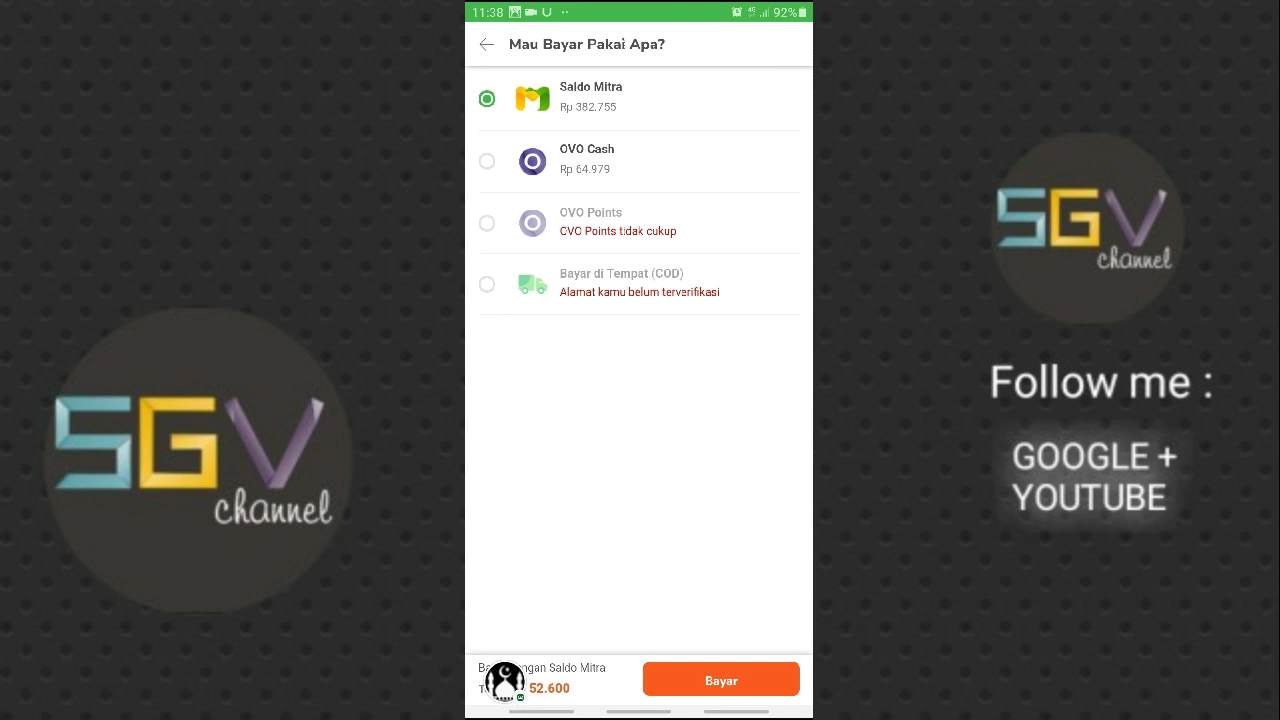 11:38
92%
Mau Bayar Pakai Apa?
Saldo Mitra
Rp 382.755
OVO Cash
Rp 64.979
OVO Points
OVO Points tidak cukup
Bayar di Tempat (COD)
Alamat kamu belum terverifikasi
Saldo Mitra
52.600
Bayar
SGV
channel
SGV
channel
Follow me :
GOOGLE +
YOUTUBE